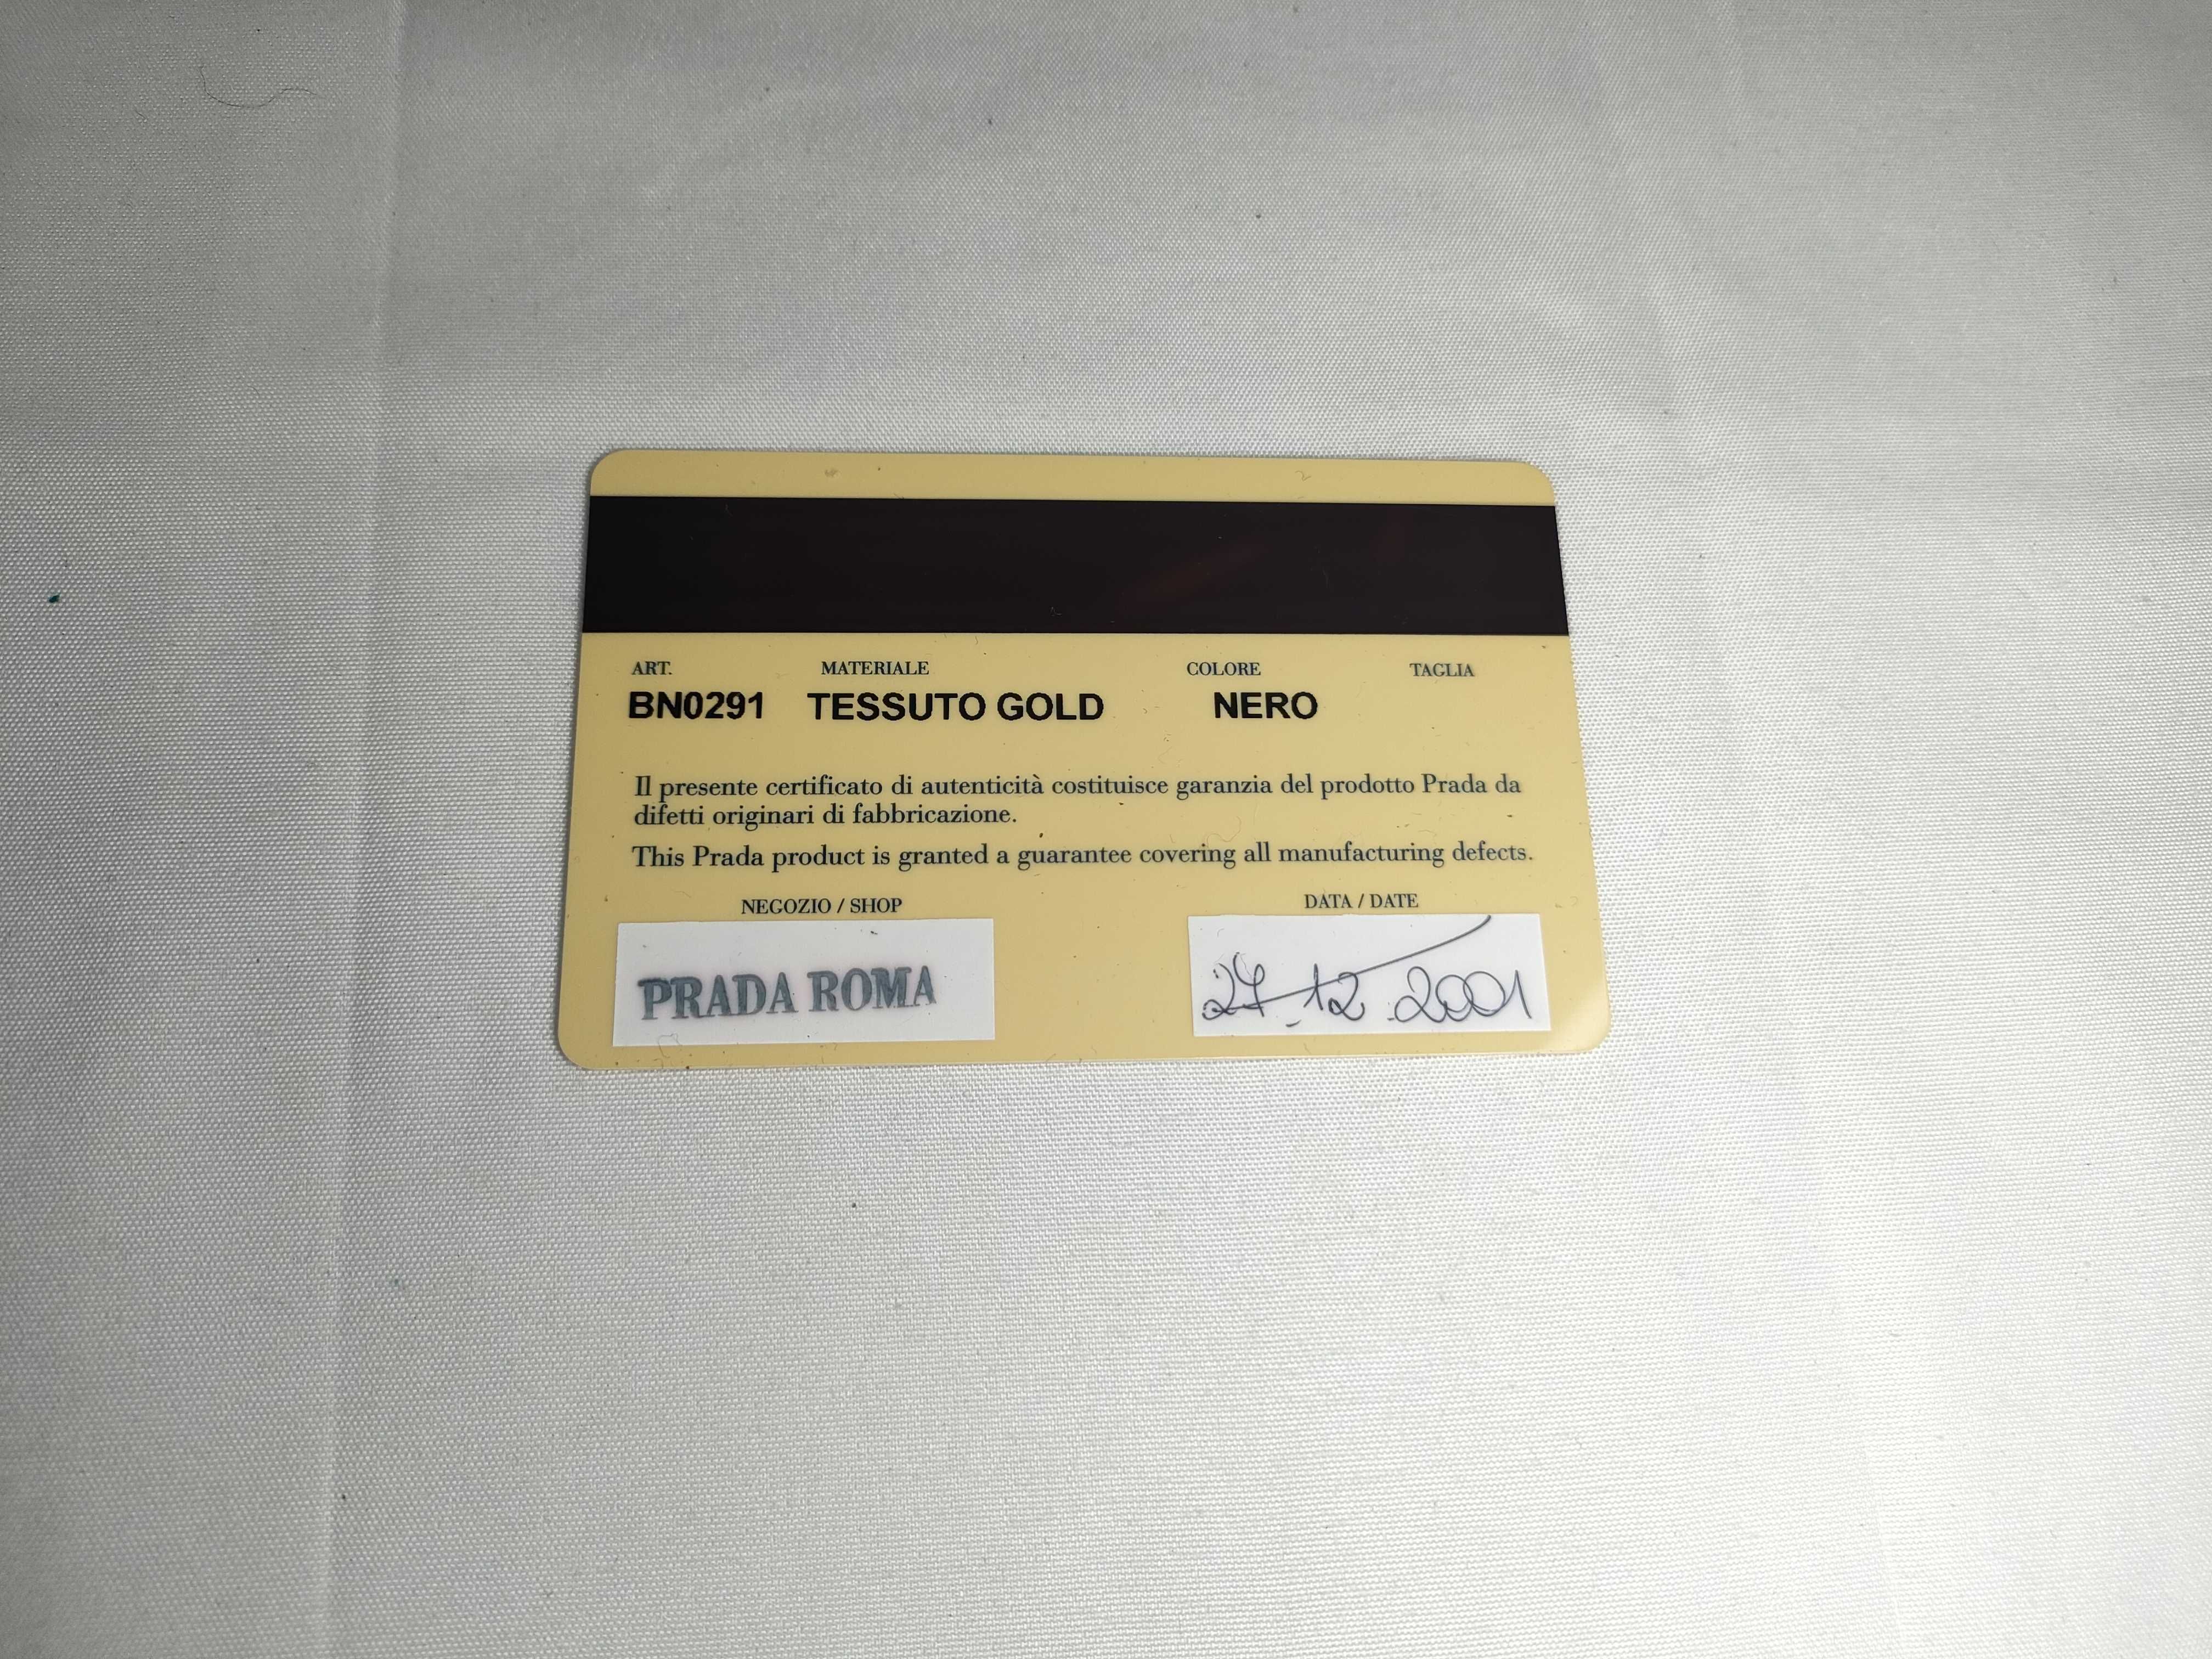 ART. MATERIALE COLORE TAGLIA
BN0291 TESSUTO GOLD NERO
Il presente certificato di autenticità costituisce garanzia del prodotto Prada da
difetti originari di fabbricazione.
This Prada product is granted a guarantee covering all manufacturing defects.
NEGOZIO / SHOP DATA / DATE
PRADA ROMA 24.12.2001